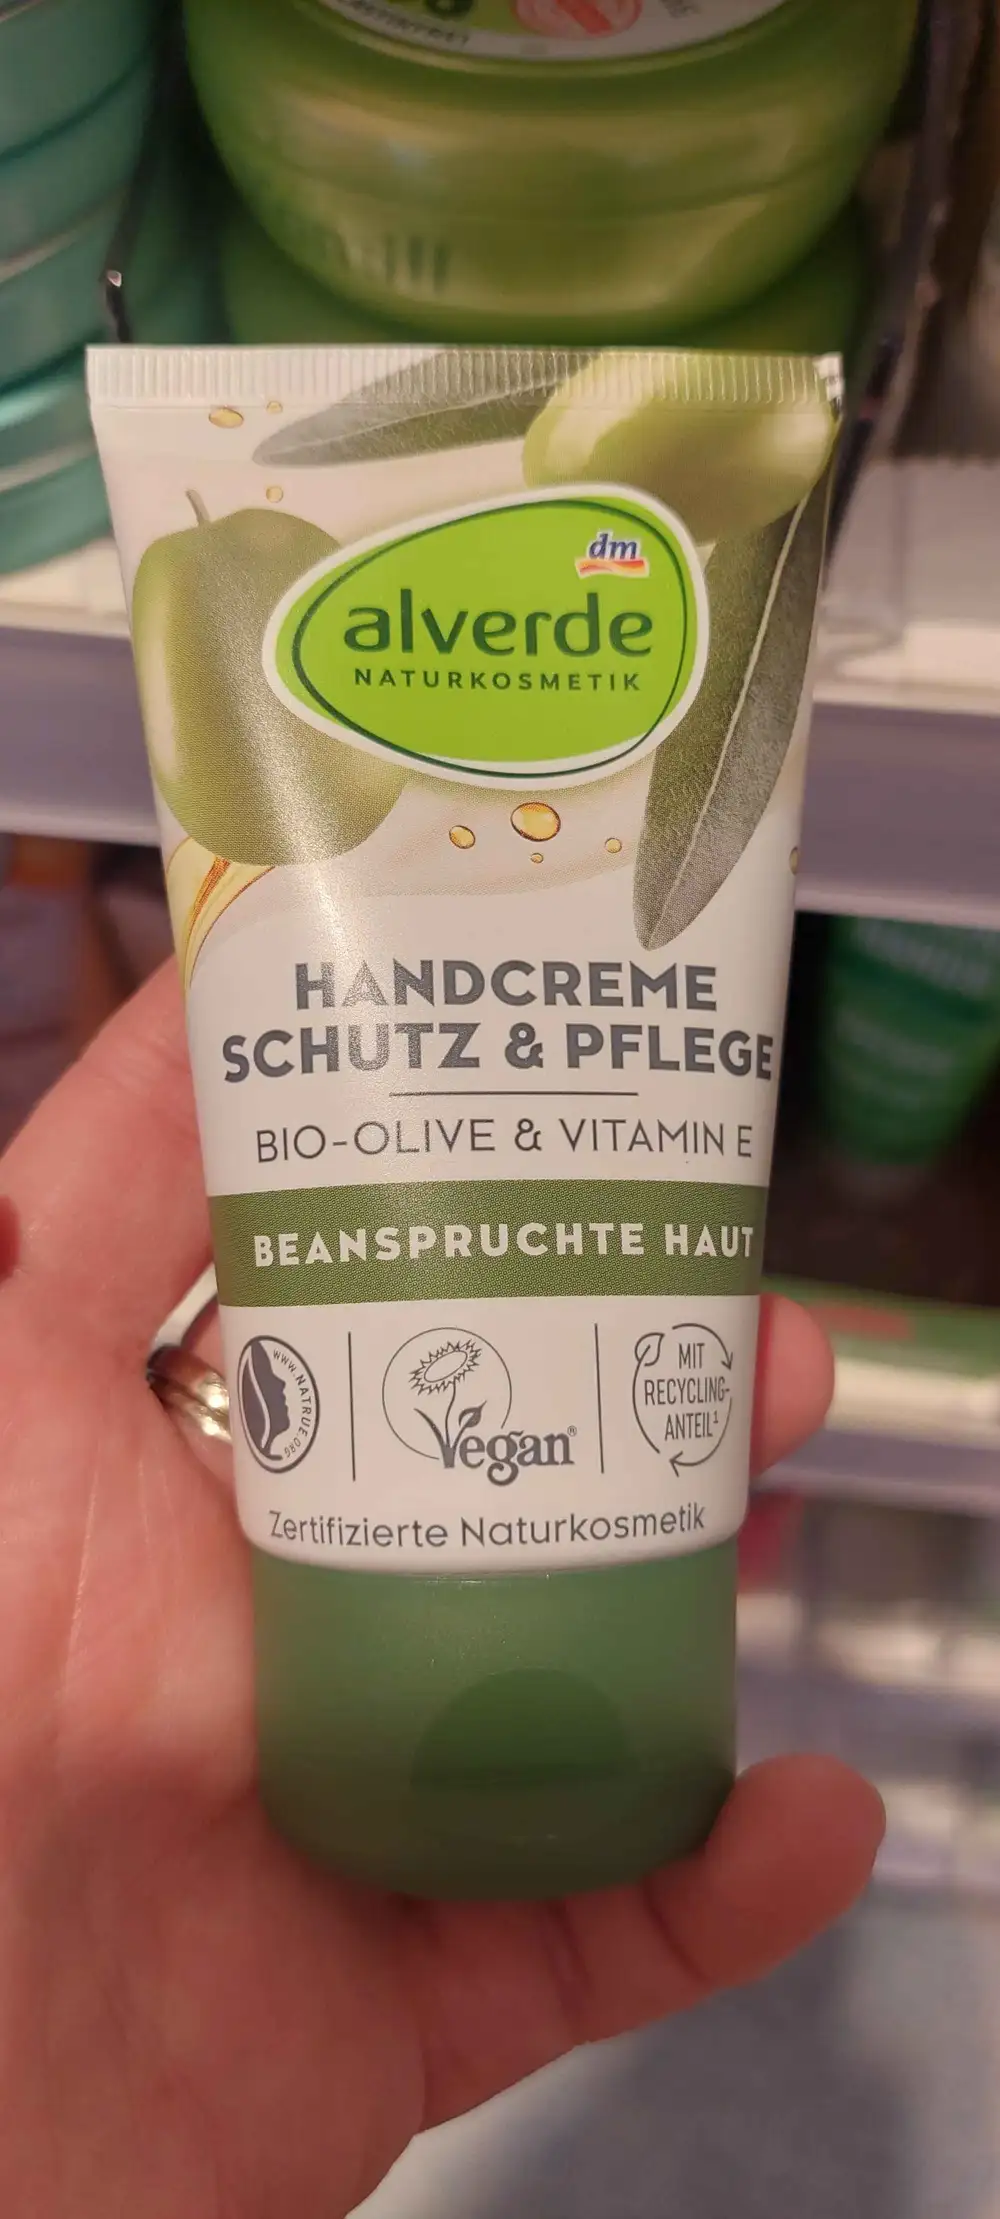 dm
alverde
NATURKOSMETIK
HANDCREME
SCHUTZ & PFLEGE
BIO-OLIVE & VITAMIN E
BEANSPRUCHTE HAUT
WWW.NATRUE.ORG
Vegan®
MIT
RECYCLING-
ANTEIL¹
Zertifizierte Naturkosmetik